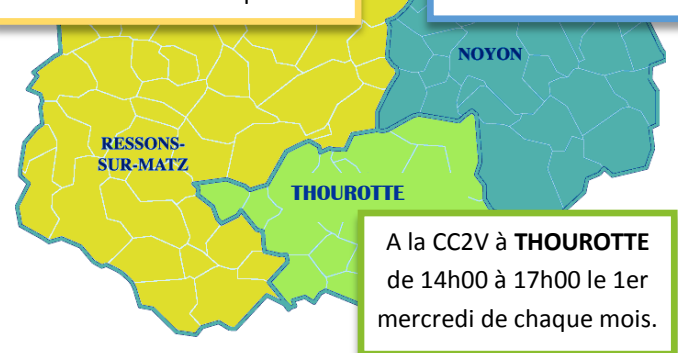 NOYON
RESSONS-
SUR-MATZ
THOUROTTE
A la CC2V à THOUROTTE
de 14h00 à 17h00 le 1er
mercredi de chaque mois.